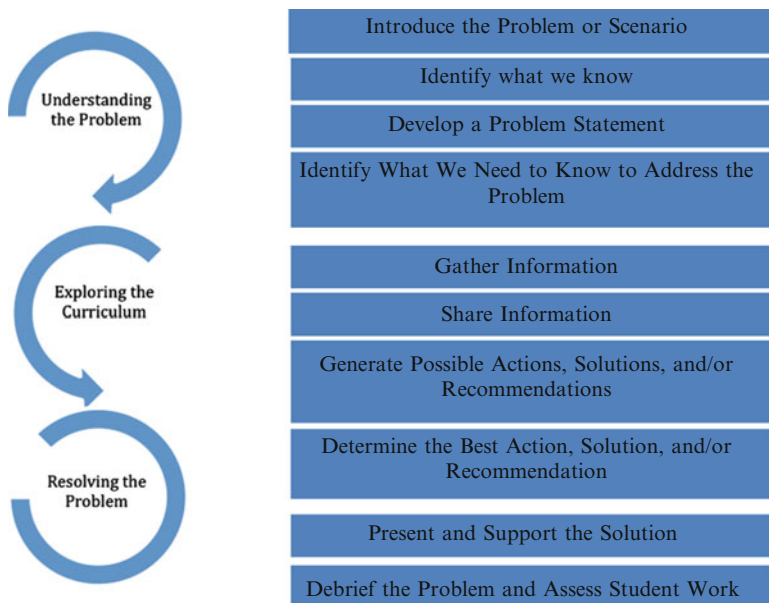 Understanding
the Problem
Exploring the
Curriculum
Resolving the
Problem
Introduce the Problem or Scenario
Identify what we know
Develop a Problem Statement
Identify What We Need to Know to Address the
Problem
Gather Information
Share Information
Generate Possible Actions, Solutions, and/or
Recommendations
Determine the Best Action, Solution, and/or
Recommendation
Present and Support the Solution
Debrief the Problem and Assess Student Work